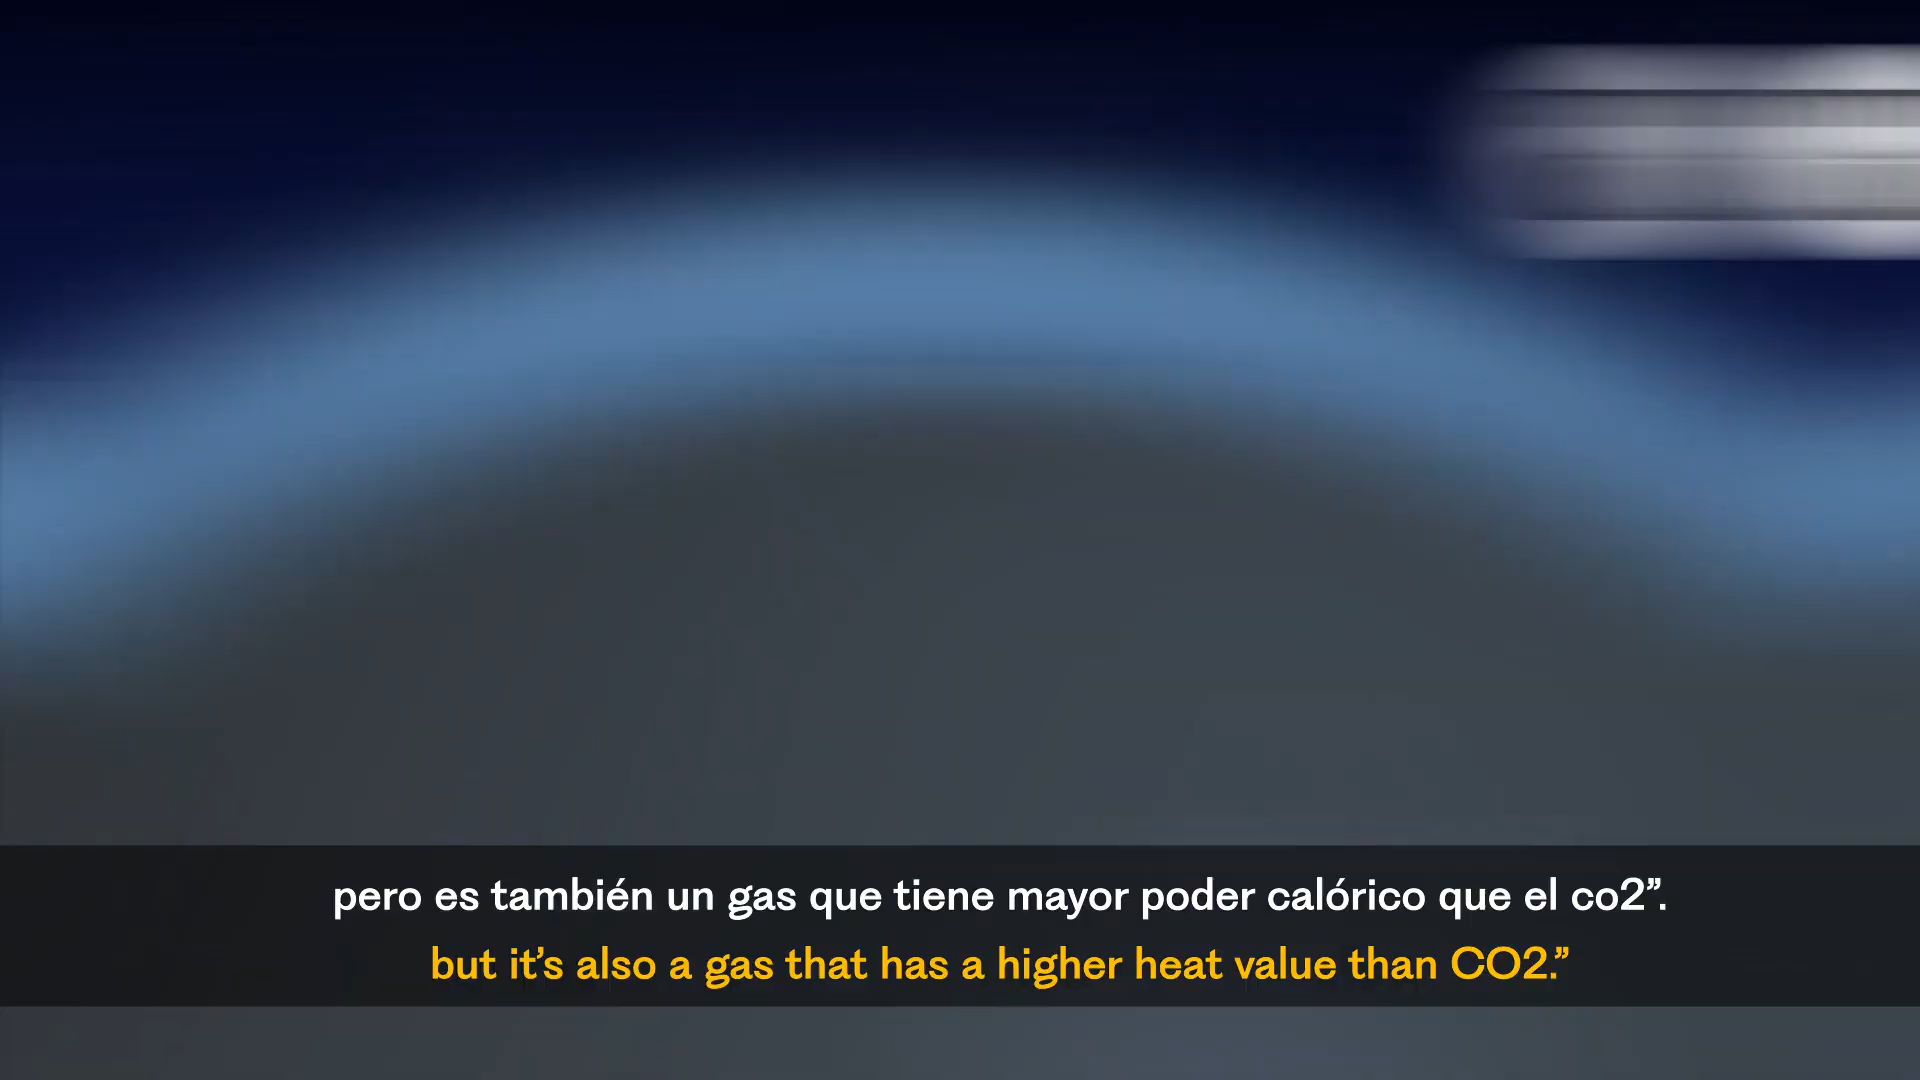 pero es también un gas que tiene mayor poder calórico que el co2”.
but it’s also a gas that has a higher heat value than CO2.”